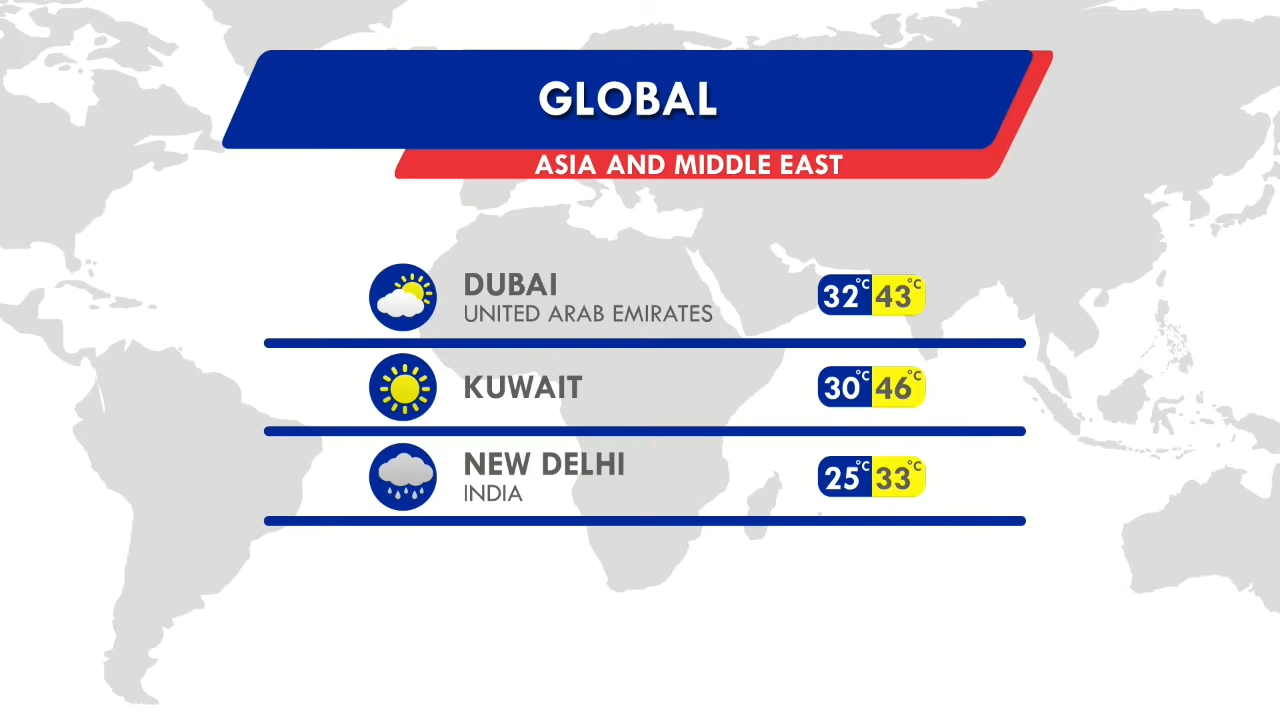 GLOBAL
ASIA AND MIDDLE EAST
DUBAI
UNITED ARAB EMIRATES
32°C 43°C
KUWAIT
30°C 46°C
NEW DELHI
INDIA
25°C 33°C